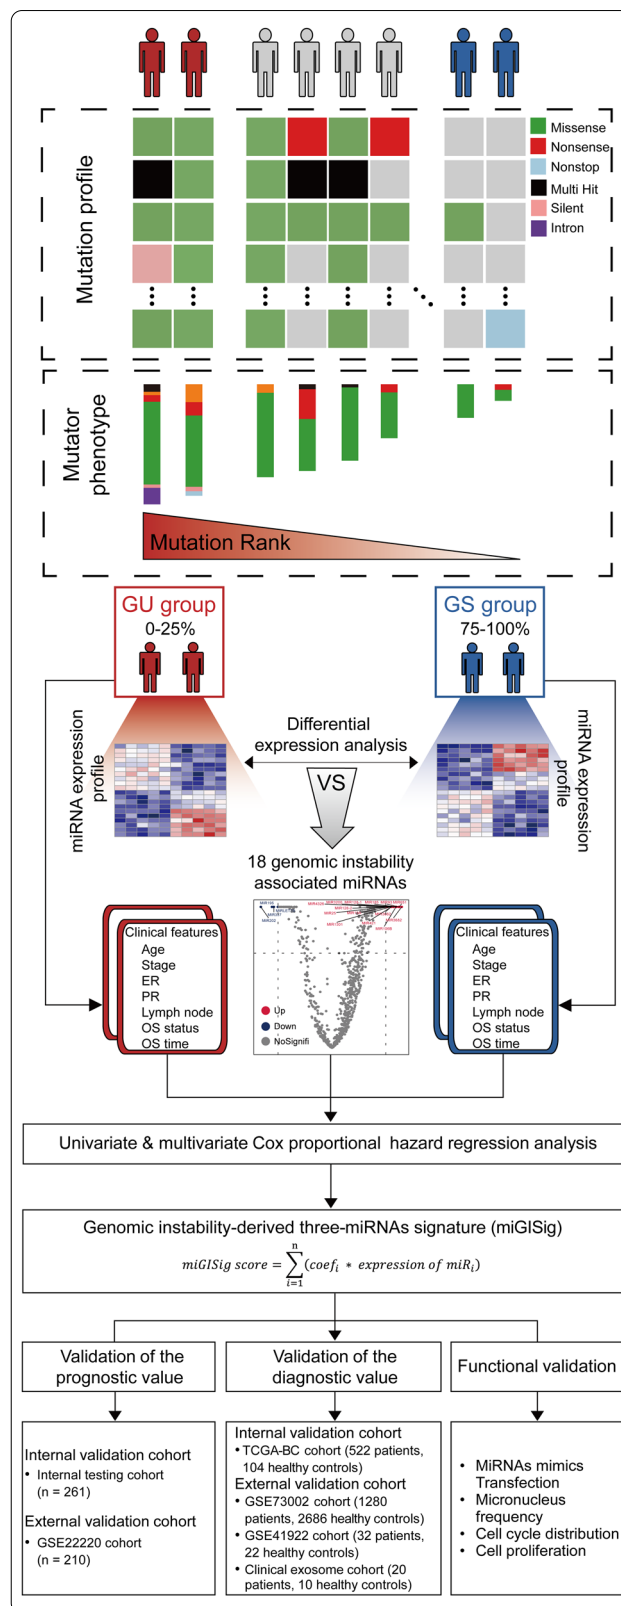 Mutation profile
Missense
Nonsense
Nonstop
Multi Hit
Silent
Intron
Mutator
phenotype
Mutation Rank
GU group
0-25%
GS group
75-100%
miRNA expression
profile
Differential
expression analysis
VS
miRNA expression
profile
18 genomic instability
associated miRNAs
Clinical features
Age
Stage
ER
PR
Lymph node
OS status
OS time
Up
Down
NoSignifi
Clinical features
Age
Stage
ER
PR
Lymph node
OS status
OS time
Univariate & multivariate Cox proportional hazard regression analysis
Genomic instability-derived three-miRNAs signature (miGISig)
miGISig score = ∑ⁿᵢ₌₁(coefᵢ * expression of miRᵢ)
Validation of the
prognostic value
Validation of the
diagnostic value
Functional validation
Internal validation cohort
• Internal testing cohort
(n = 261)
External validation cohort
• GSE22220 cohort
(n = 210)
Internal validation cohort
• TCGA-BC cohort (522 patients,
104 healthy controls)
External validation cohort
• GSE73002 cohort (1280
patients, 2686 healthy controls)
• GSE41922 cohort (32 patients,
22 healthy controls)
• Clinical exosome cohort (20
patients, 10 healthy controls)
• MiRNAs mimics
Transfection
• Micronucleus
frequency
• Cell cycle distribution
• Cell proliferation